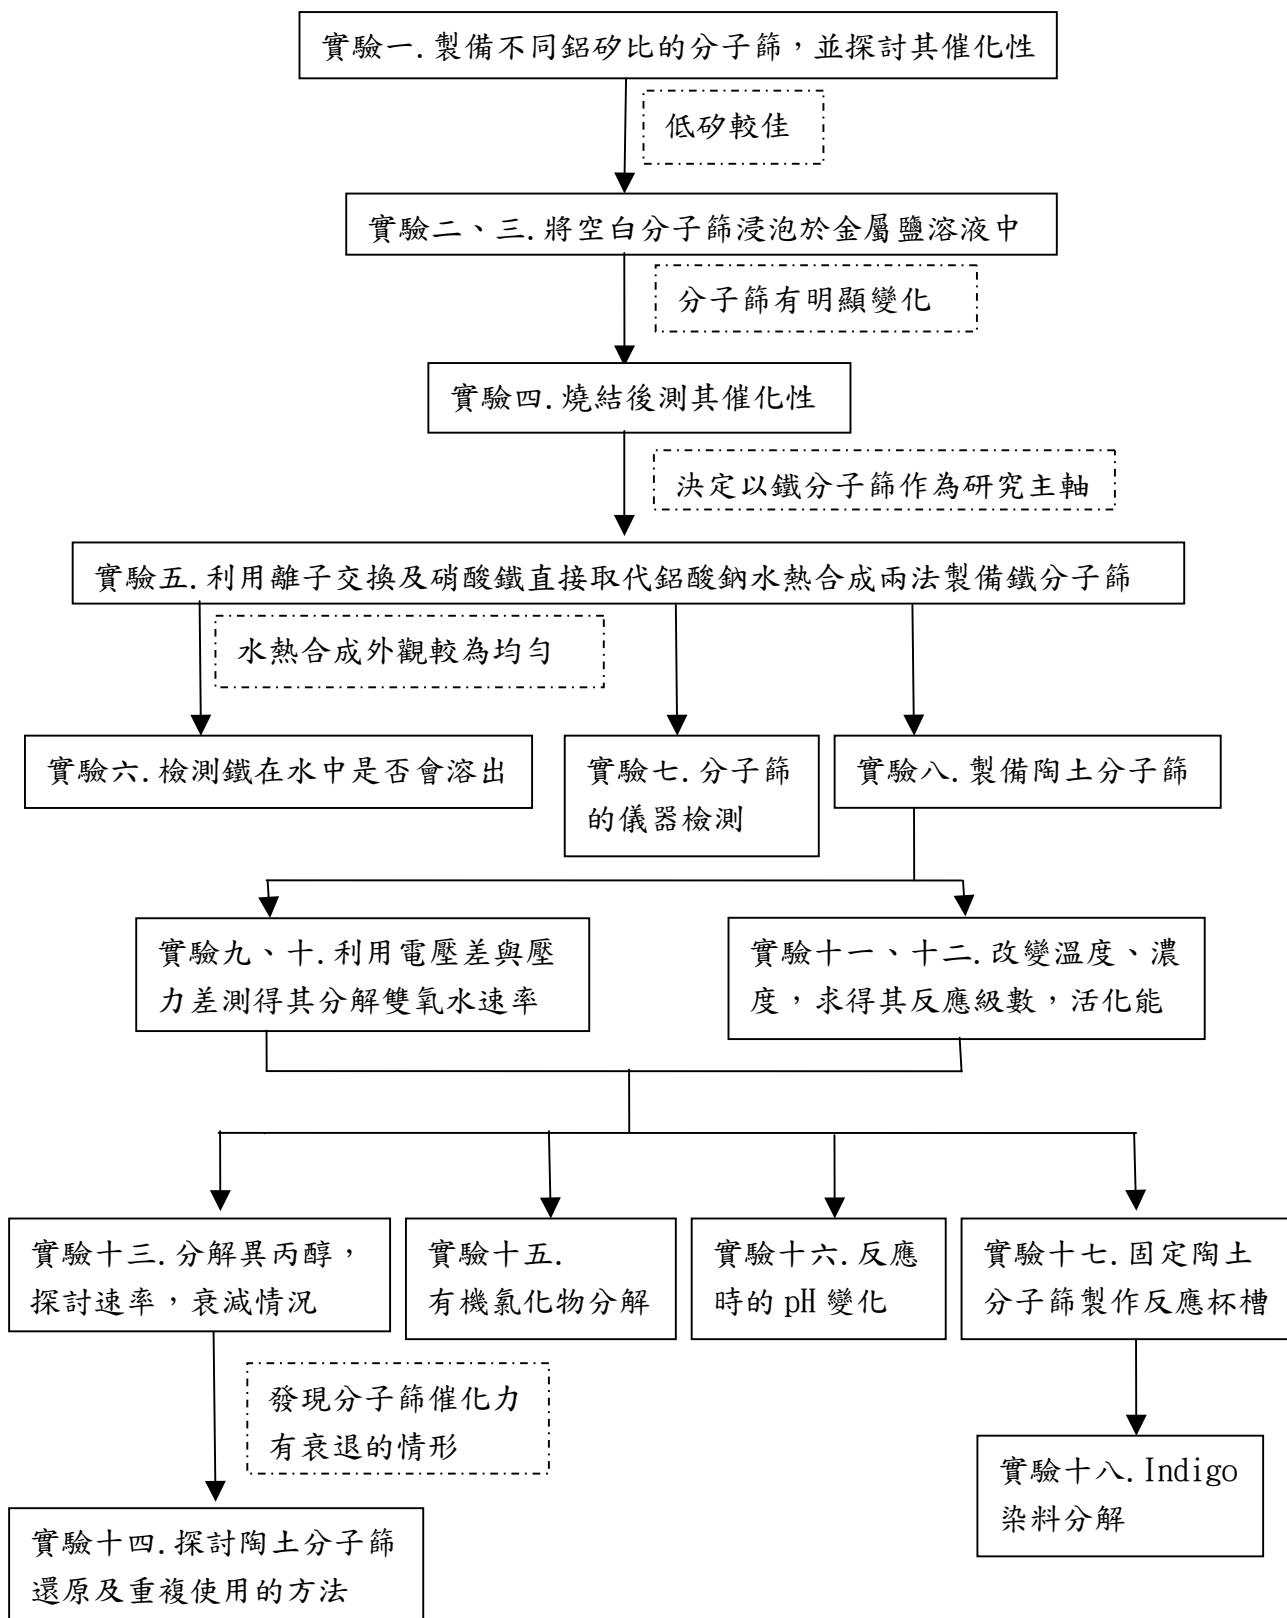 實驗一.製備不同鋁矽比的分子篩，並探討其催化性
低矽較佳
實驗二、三.將空白分子篩浸泡於金屬鹽溶液中
分子篩有明顯變化
實驗四.燒結後測其催化性
決定以鐵分子篩作為研究主軸
實驗五.利用離子交換及硝酸鐵直接取代鋁酸鈉水熱合成兩法製備鐵分子篩
水熱合成外觀較為均勻
實驗六.檢測鐵在水中是否會溶出
實驗七.分子篩
的儀器檢測
實驗八.製備陶土分子篩
實驗九、十.利用電壓差與壓
力差測得其分解雙氧水速率
實驗十一、十二.改變溫度、濃
度，求得其反應級數，活化能
實驗十三.分解異丙醇，
探討速率，衰減情況
實驗十五.
有機氯化物分解
實驗十六.反應
時的 pH 變化
實驗十七.固定陶土
分子篩製作反應杯槽
發現分子篩催化力
有衰退的情形
實驗十八.Indigo
染料分解
實驗十四.探討陶土分子篩
還原及重複使用的方法